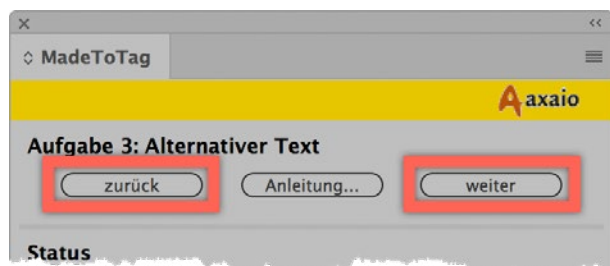 MadeToTag
axaio
Aufgabe 3: Alternativer Text
zurück Anleitung... weiter
Status